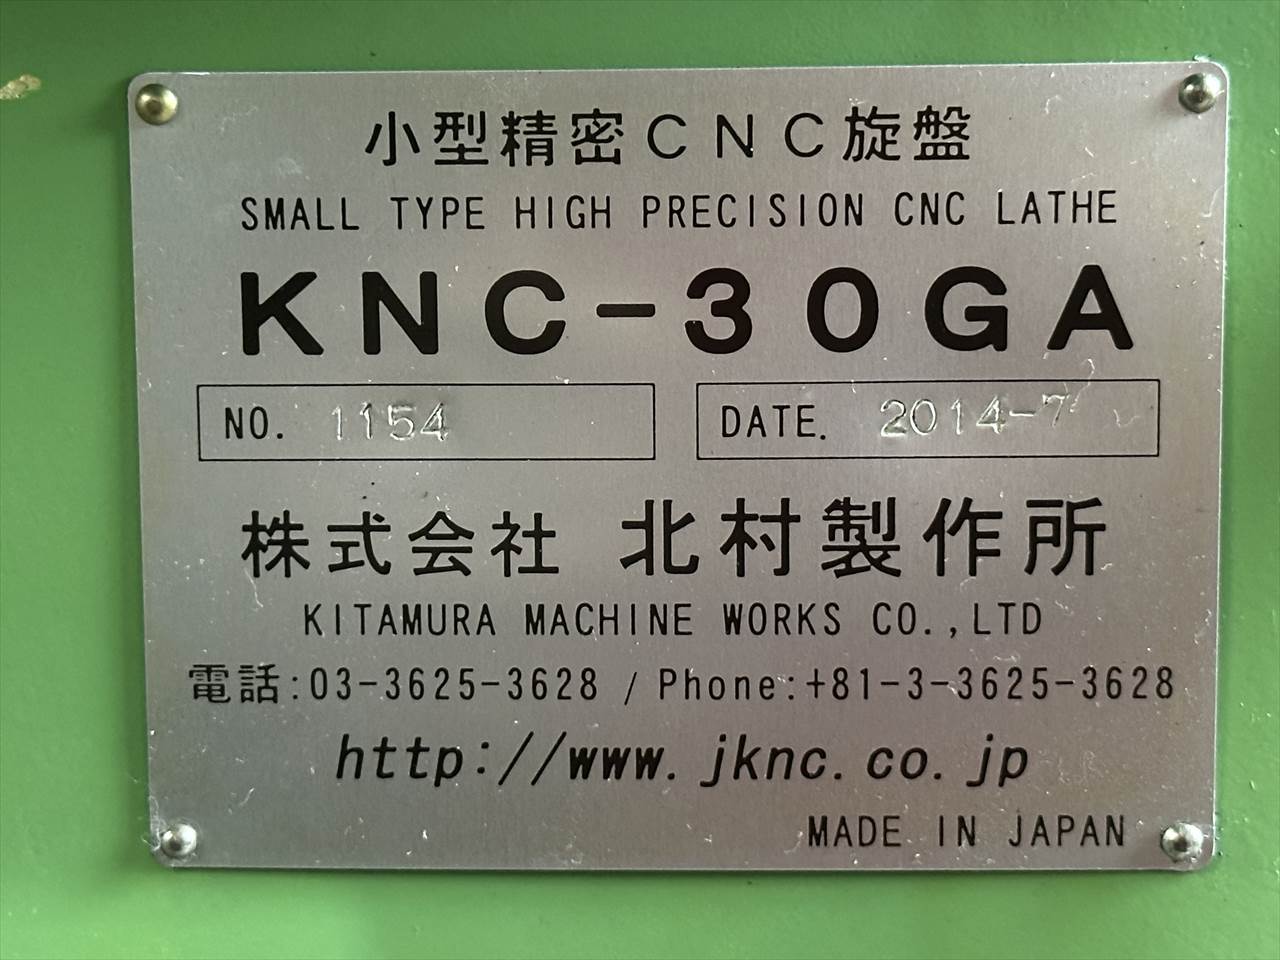 小型精密ＣＮＣ旋盤
SMALL TYPE HIGH PRECISION CNC LATHE
KNC-30GA
NO. 1154
DATE. 2014-7
株式会社 北村製作所
KITAMURA MACHINE WORKS CO.,LTD
電話:03-3625-3628 / Phone:+81-3-3625-3628
http://www.jknc.co.jp
MADE IN JAPAN